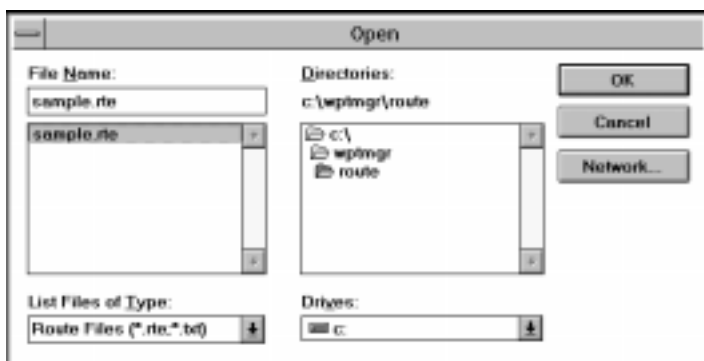 Open
File Name:
sample.rte
sample.rte
List Files of Type:
Route Files (*.rte;*.txt)
Directories:
c:\wptmgr\route
c:\
wptmgr
route
Drives:
c:
OK
Cancel
Network...